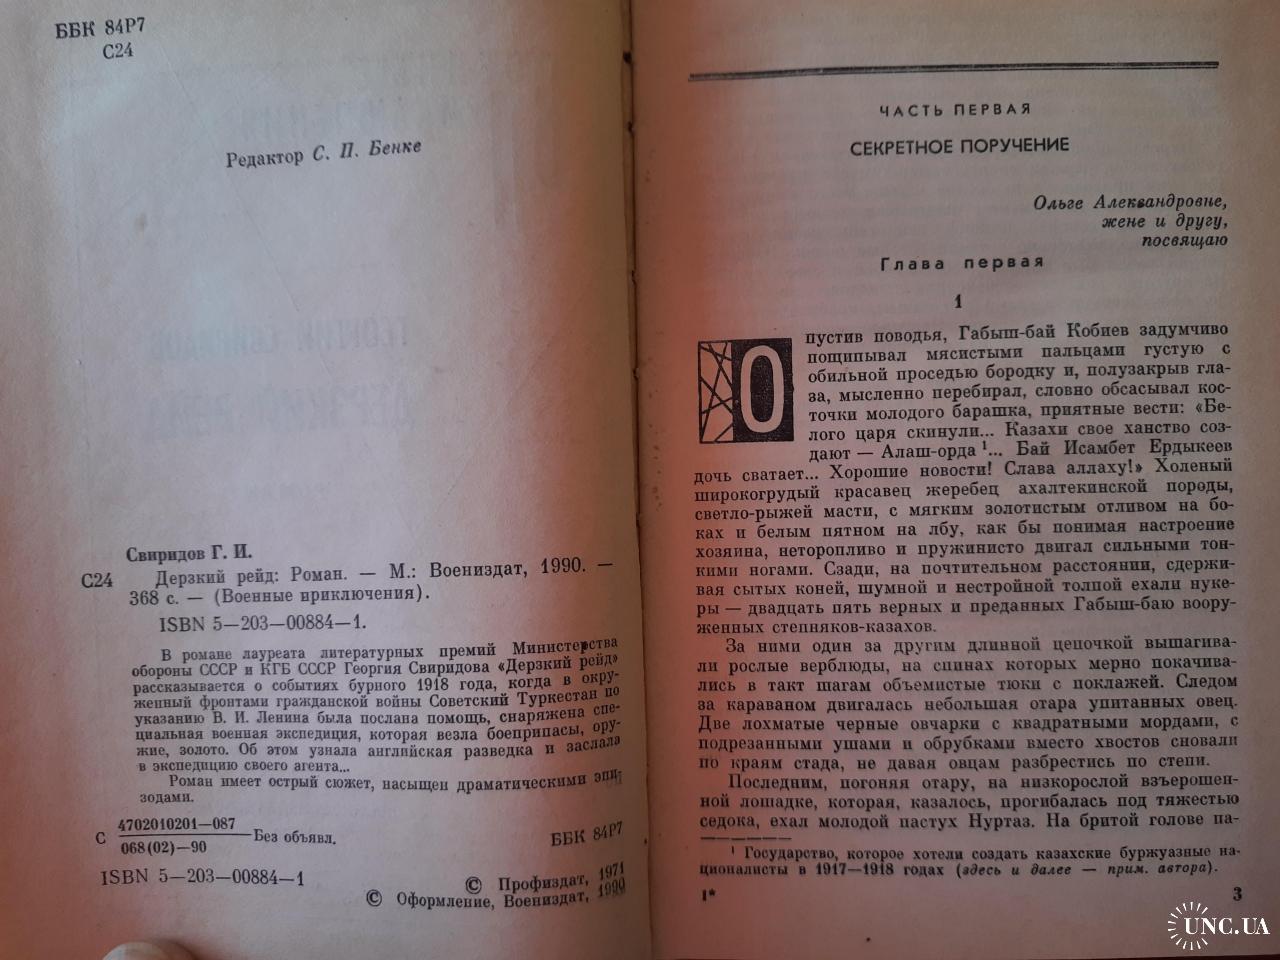 ББК 84Р7
С24
Редактор С. П. Бенке
Свиридов Г. И.
С24 Дерзкий рейд: Роман. — М.: Воениздат, 1990. —
368 с. — (Военные приключения).
ISBN 5—203—00884—1.
В романе лауреата литературных премий Министерства
обороны СССР и КГБ СССР Георгия Свиридова «Дерзкий рейд»
рассказывается о событиях бурного 1918 года, когда в окру-
женный фронтами гражданской войны Советский Туркестан по
указанию В. И. Ленина была послана помощь, снаряжена спе-
циальная военная экспедиция, которая везла боеприпасы, ору-
жие, золото. Об этом узнала английская разведка и заслала
в экспедицию своего агента...
Роман имеет острый сюжет, насыщен драматическими эпи-
зодами.
С 4702010201—087
068(02)—90 Без объявл.
ББК 84Р7
ISBN 5—203—00884—1
© Профиздат, 1971
© Оформление, Воениздат, 1990
ЧАСТЬ ПЕРВАЯ
СЕКРЕТНОЕ ПОРУЧЕНИЕ
Ольге Александровне,
жене и другу,
посвящаю
Глава первая
1
Опустив поводья, Габыш-бай Кобиев задумчиво
пощипывал мясистыми пальцами густую с
обильной проседью бородку и, полузакрыв гла-
за, мысленно перебирал, словно обсасывал кос-
точки молодого барашка, приятные вести: «Бе-
лого царя скинули... Казахи свое ханство соз-
дают — Алаш-орда ¹... Бай Исамбет Ердыкеев
дочь сватает... Хорошие новости! Слава аллаху!» Холеный
широкогрудый красавец жеребец ахалтекинской породы,
светло-рыжей масти, с мягким золотистым отливом на бо-
ках и белым пятном на лбу, как бы понимая настроение
хозяина, неторопливо и пружинисто двигал сильными тон-
кими ногами. Сзади, на почтительном расстоянии, сдержи-
вая сытых коней, шумной и нестройной толпой ехали нуке-
ры — двадцать пять верных и преданных Габыш-баю воору-
женных степняков-казахов.
За ними один за другим длинной цепочкой вышагива-
ли рослые верблюды, на спинах которых мерно покачива-
лись в такт шагам объемистые тюки с поклажей. Следом
за караваном двигалась небольшая отара упитанных овец.
Две лохматые черные овчарки с квадратными мордами, с
подрезанными ушами и обрубками вместо хвостов сновали
по краям стада, не давая овцам разбрестись по степи.
Последним, погоняя отару, на низкорослой взъерошен-
ной лошадке, которая, казалось, прогибалась под тяжестью
седока, ехал молодой пастух Нуртаз. На бритой голове па-
¹ Государство, которое хотели создать казахские буржуазные на-
ционалисты в 1917—1918 годах (здесь и далее — прим. автора).
1*
3
UNC.UA